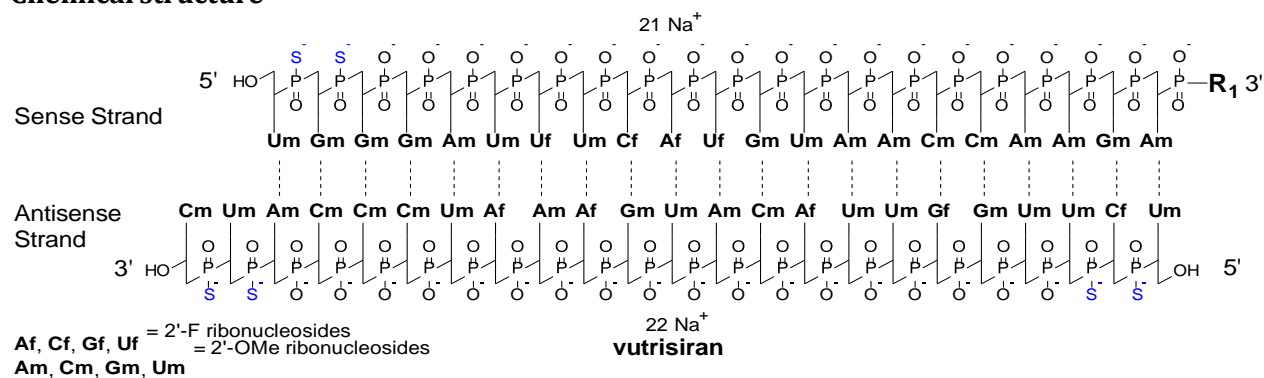 Chemical structure
21 Na+
S- S- O- O- O- O- O- O- O- O- O- O- O- O- O- O- O- O- O- O- O-
5' HO P P P P P P P P P P P P P P P P P P P P P R1 3'
O O O O O O O O O O O O O O O O O O O O O
Sense Strand
Um Gm Gm Gm Am Um Uf Um Cf Af Uf Gm Um Am Am Cm Cm Am Am Gm Am
Antisense
Strand
Cm Um Am Cm Cm Cm Um Af Am Af Gm Um Am Cm Af Um Um Gf Gm Um Um Cf Um
O O O O O O O O O O O O O O O O O O O O O O
3' HO P P P P P P P P P P P P P P P P P P P P P P OH 5'
S- S- O- O- O- O- O- O- O- O- O- O- O- O- O- O- O- O- O- O- S- S-
22 Na+
vutrisiran
Af, Cf, Gf, Uf = 2'-F ribonucleosides
Am, Cm, Gm, Um = 2'-OMe ribonucleosides